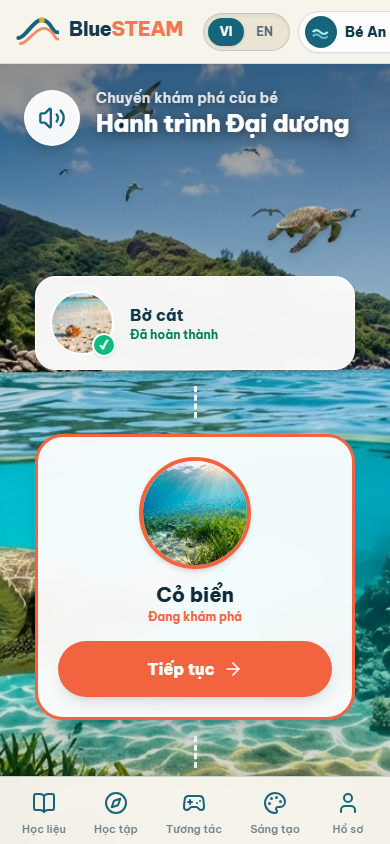 BlueSTEAM
VI
EN
Bé An
Chuyến khám phá của bé
Hành trình Đại dương
Bờ cát
Đã hoàn thành
Cỏ biển
Đang khám phá
Tiếp tục
Học liệu
Học tập
Tương tác
Sáng tạo
Hồ sơ